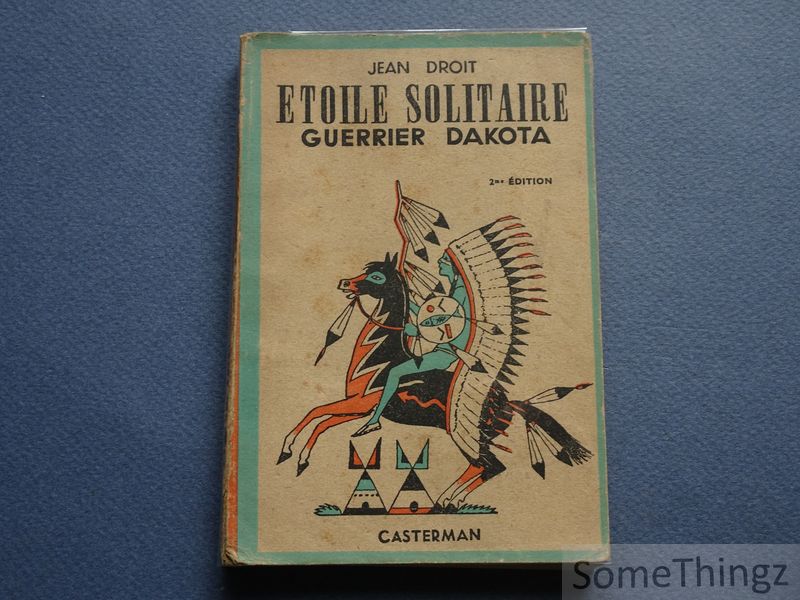 JEAN DROIT
ETOILE SOLITAIRE
GUERRIER DAKOTA
2me ÉDITION
CASTERMAN
SomeThingz